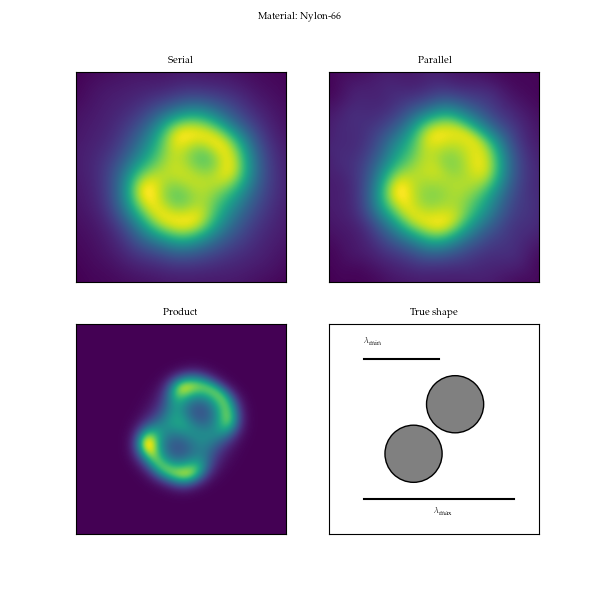 Material: Nylon-66
Serial
Parallel
Product
True shape
λmin
λmax